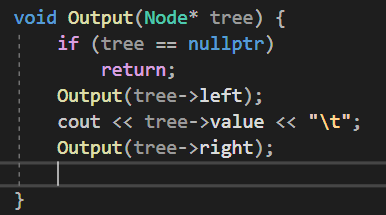 void Output(Node* tree) {
    if (tree == nullptr)
        return;
    Output(tree->left);
    cout << tree->value << "\t";
    Output(tree->right);
}